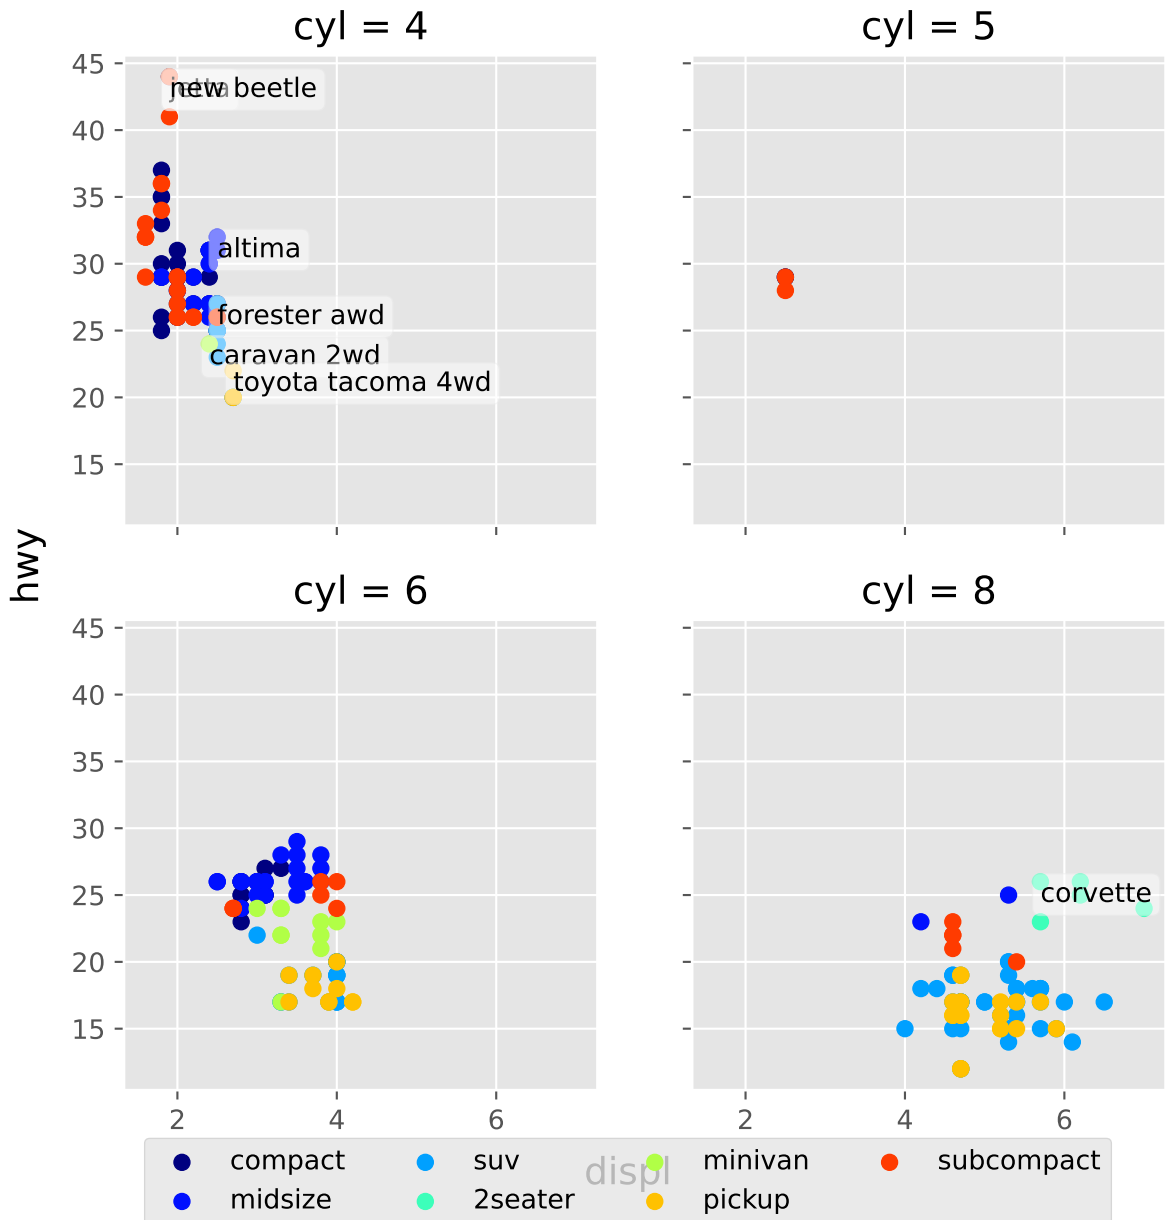 cyl = 4
cyl = 5
45
40
35
30
25
20
15
jetta
new beetle
altima
forester awd
caravan 2wd
toyota tacoma 4wd
hwy
cyl = 6
cyl = 8
45
40
35
30
25
20
15
corvette
2
4
6
2
4
6
displ
compact
suv
minivan
subcompact
midsize
2seater
pickup